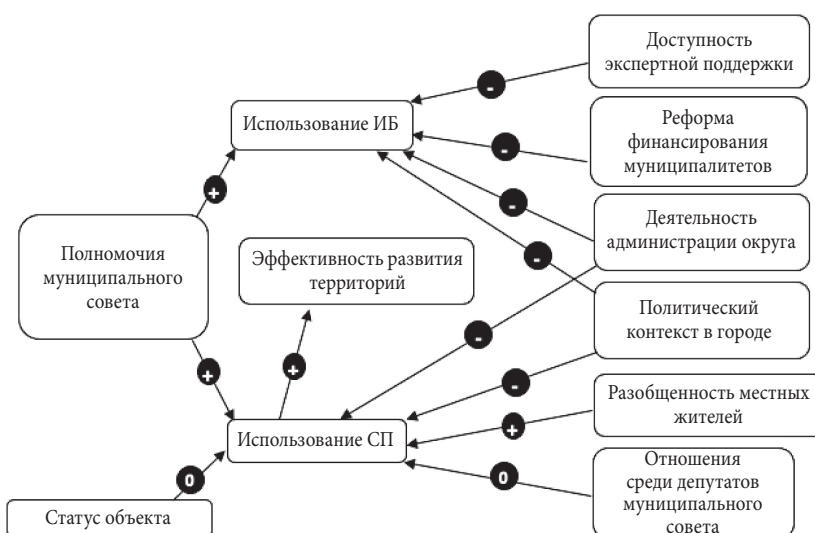 Доступность
экспертной поддержки
-
Использование ИБ
Реформа
финансирования
муниципалитетов
-
+
Деятельность
администрации округа
-
Полномочия
муниципального
совета
Эффективность развития
территорий
-
Политический
контекст в городе
-
+
+
-
Разобщенность местных
жителей
+
Использование СП
Отношения
среди депутатов
муниципального
совета
0
0
Статус объекта